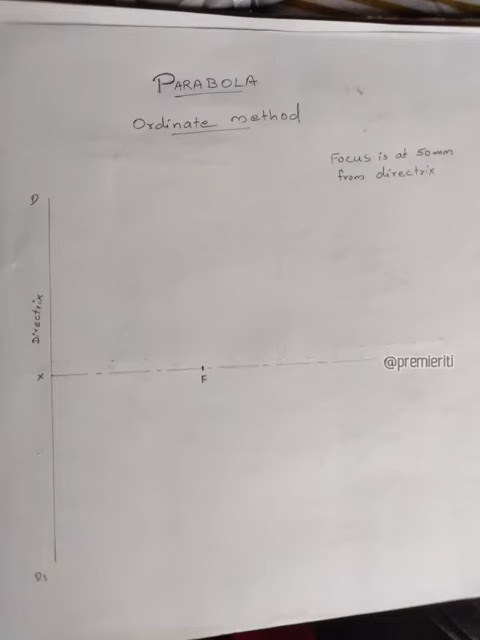 PARABOLA
Ordinate method
Focus is at 50mm
from directrix
D
Directrix
X
F
@premieriti
D1